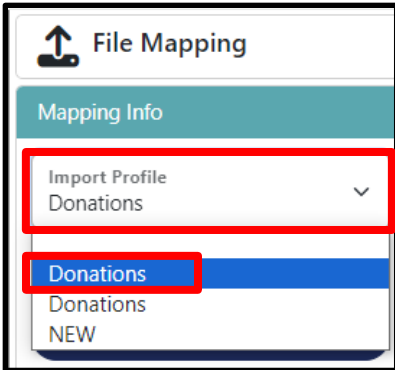 File Mapping
Mapping Info
Import Profile
Donations
Donations
Donations
NEW